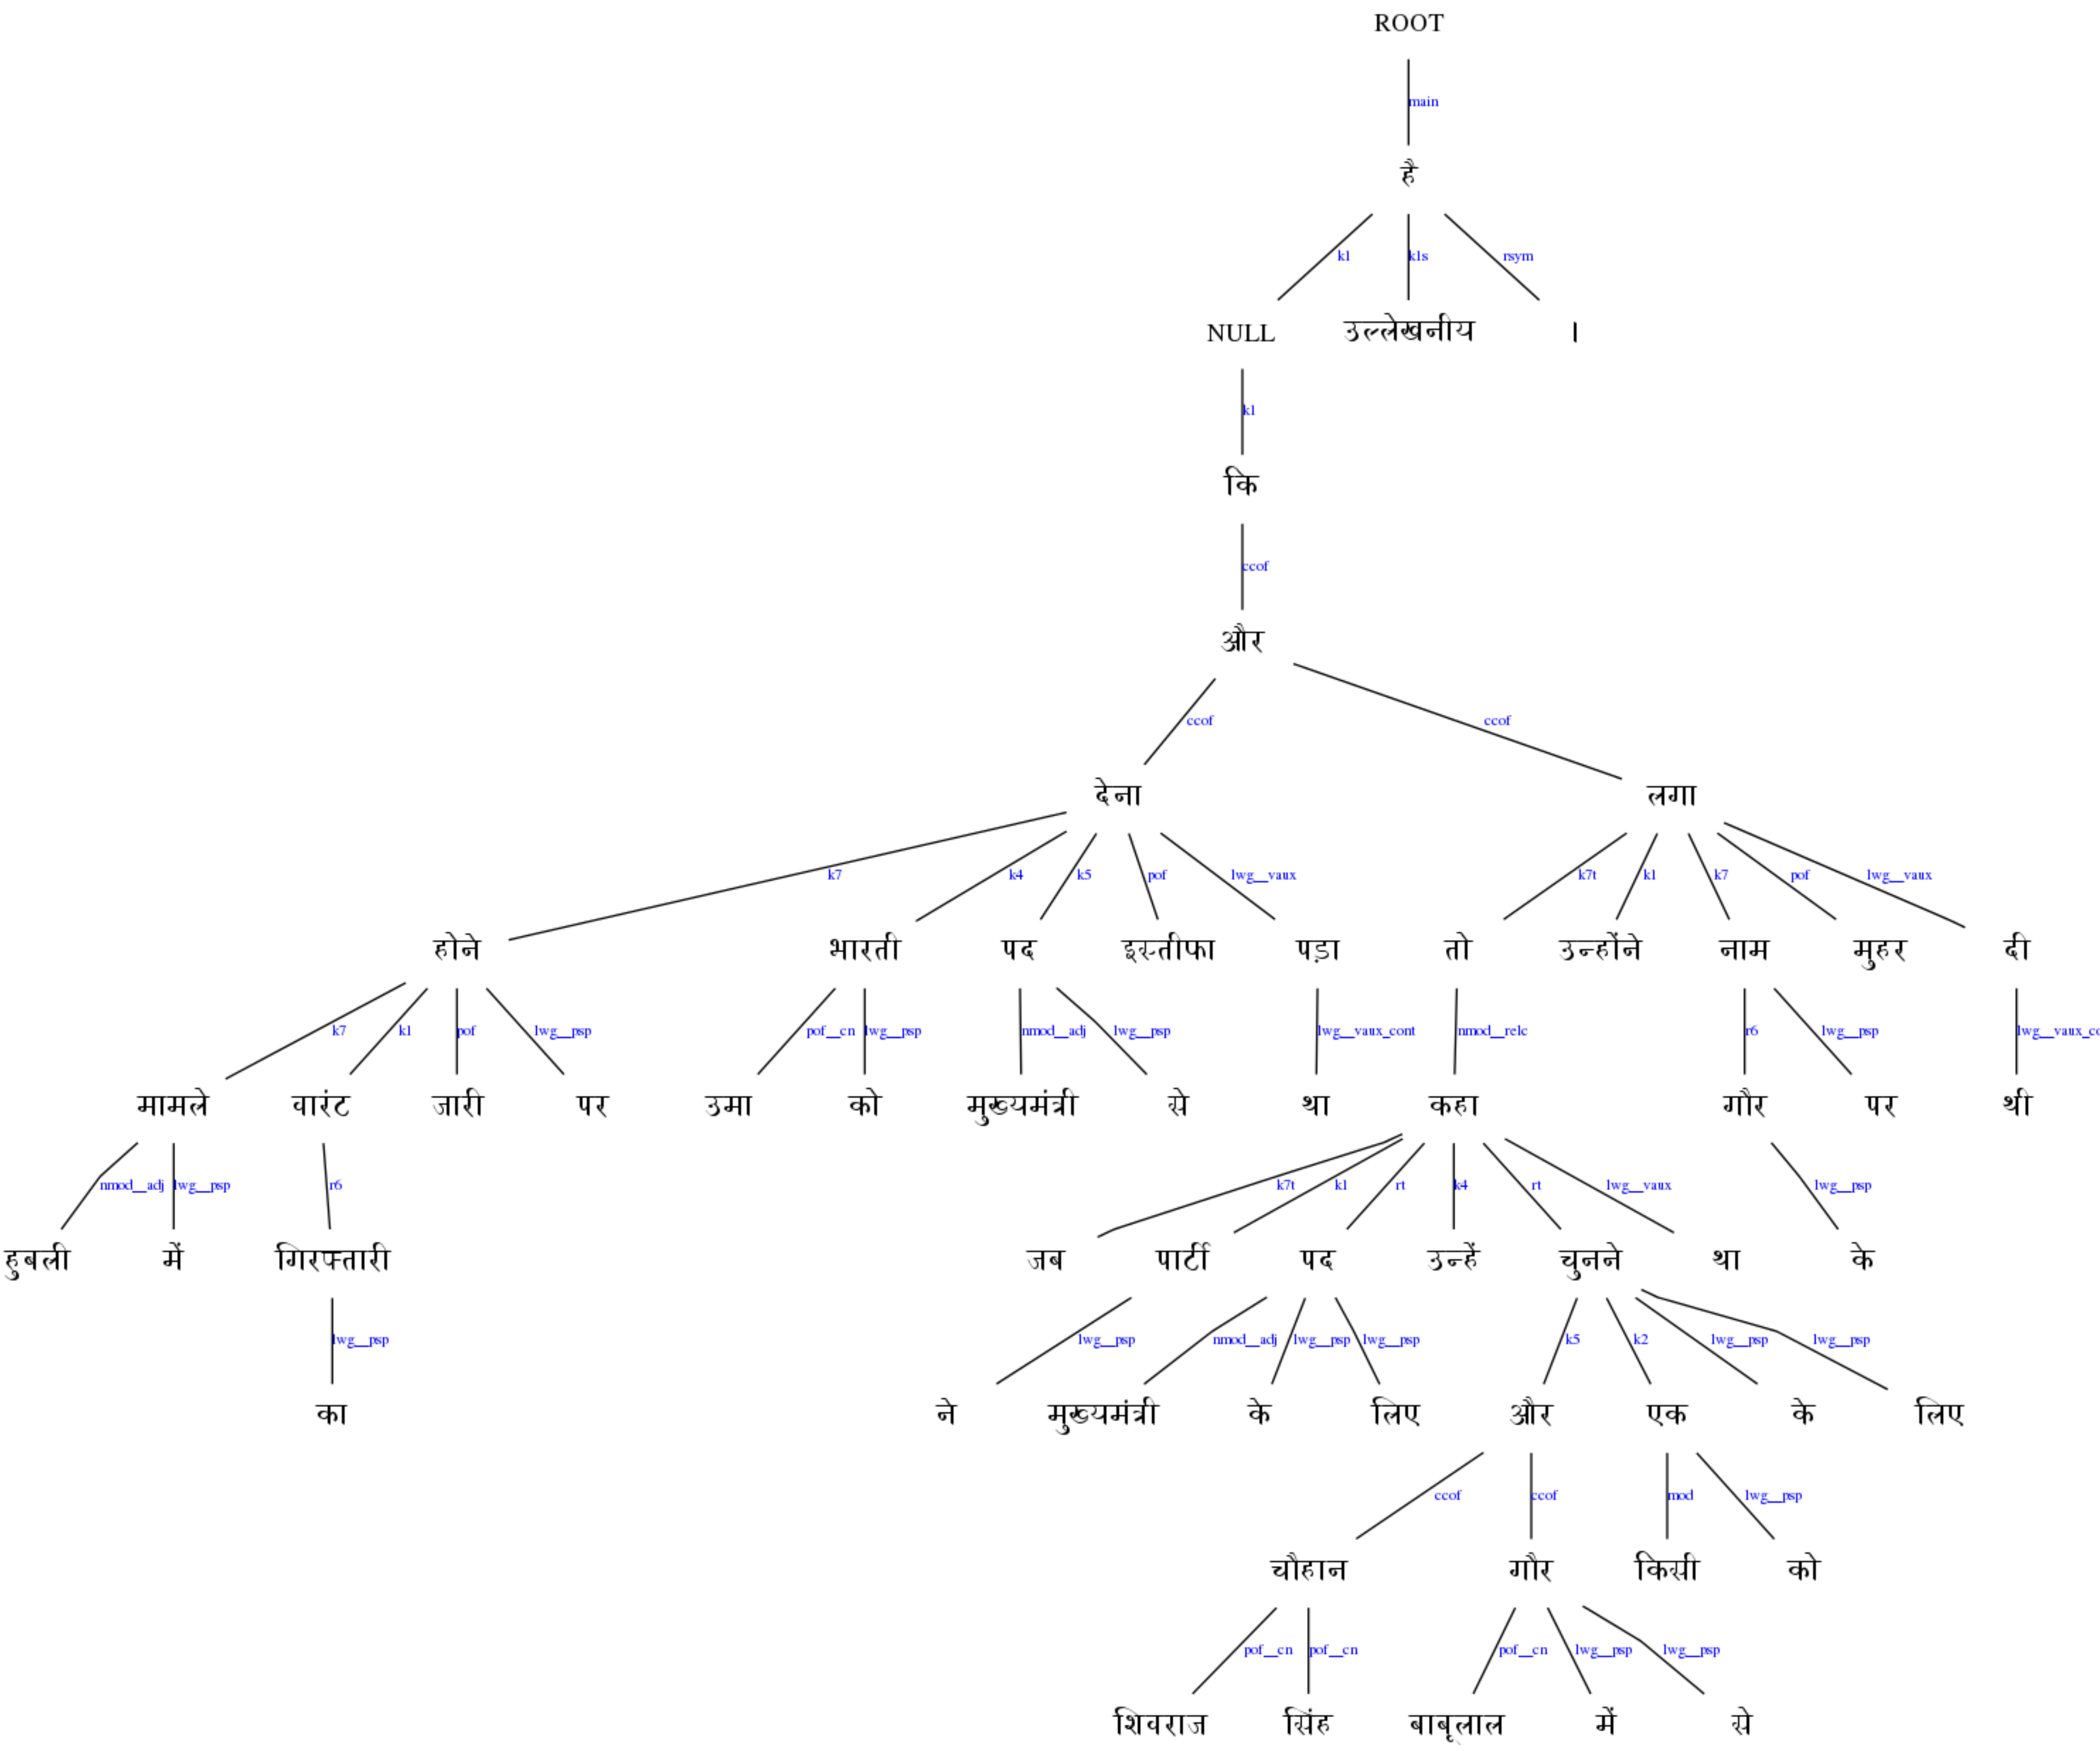 ROOT
main
है
k1 k1s rsym
NULL उल्लेखनीय ।
k1
कि
ccof
और
ccof ccof
देना लगा
k7 k4 k5 pof lwg__vaux k7t k1 k7 pof lwg__vaux
होने भारती पद इस्तीफा पड़ा तो उन्होंने नाम मुहर दी
k7 k1 pof lwg__psp pof__cn lwg__psp nmod__adj lwg__psp lwg__vaux_cont nmod__relc r6 lwg__psp lwg__vaux_co
मामले वारंट जारी पर उमा को मुख्यमंत्री से था कहा गौर पर थी
nmod__adj lwg__psp r6 k7t k1 rt k4 rt lwg__vaux lwg__psp
हुबली में गिरफ्तारी जब पार्टी पद उन्हें चुनने था के
lwg__psp lwg__psp nmod__adj lwg__psp lwg__psp k5 k2 lwg__psp lwg__psp
का ने मुख्यमंत्री के लिए और एक के लिए
ccof ccof mod lwg__psp
चौहान गौर किसी को
pof__cn pof__cn pof__cn lwg__psp lwg__psp
शिवराज सिंह बाबूलाल में से